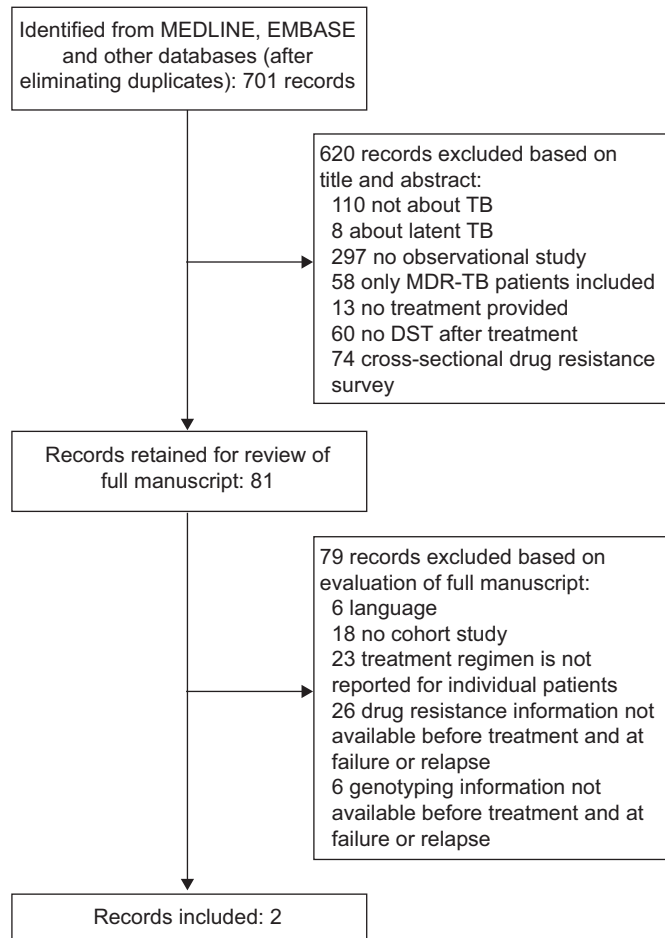 Identified from MEDLINE, EMBASE
and other databases (after
eliminating duplicates): 701 records
620 records excluded based on
title and abstract:
110 not about TB
8 about latent TB
297 no observational study
58 only MDR-TB patients included
13 no treatment provided
60 no DST after treatment
74 cross-sectional drug resistance
survey
Records retained for review of
full manuscript: 81
79 records excluded based on
evaluation of full manuscript:
6 language
18 no cohort study
23 treatment regimen is not
reported for individual patients
26 drug resistance information not
available before treatment and at
failure or relapse
6 genotyping information not
available before treatment and at
failure or relapse
Records included: 2